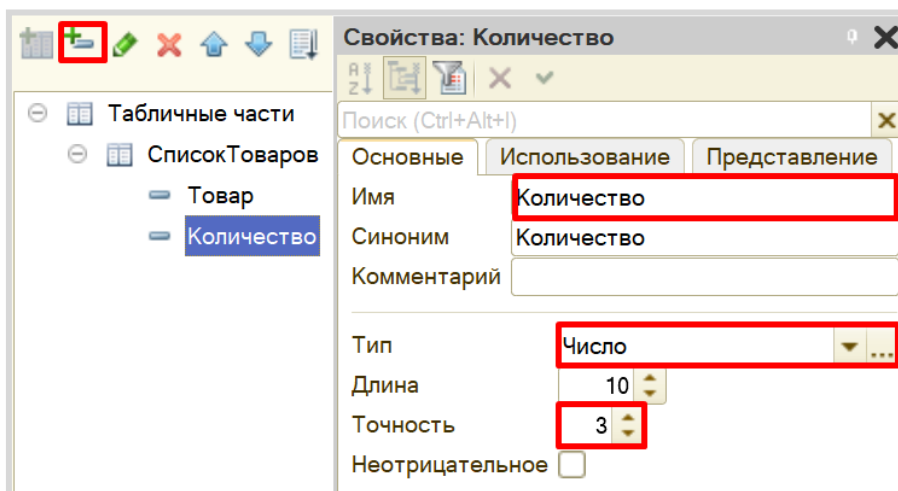 Свойства: Количество
Поиск (Ctrl+Alt+I)
Основные Использование Представление
Табличные части
СписокТоваров
Товар
Количество
Имя Количество
Синоним Количество
Комментарий
Тип Число ...
Длина 10
Точность 3
Неотрицательное